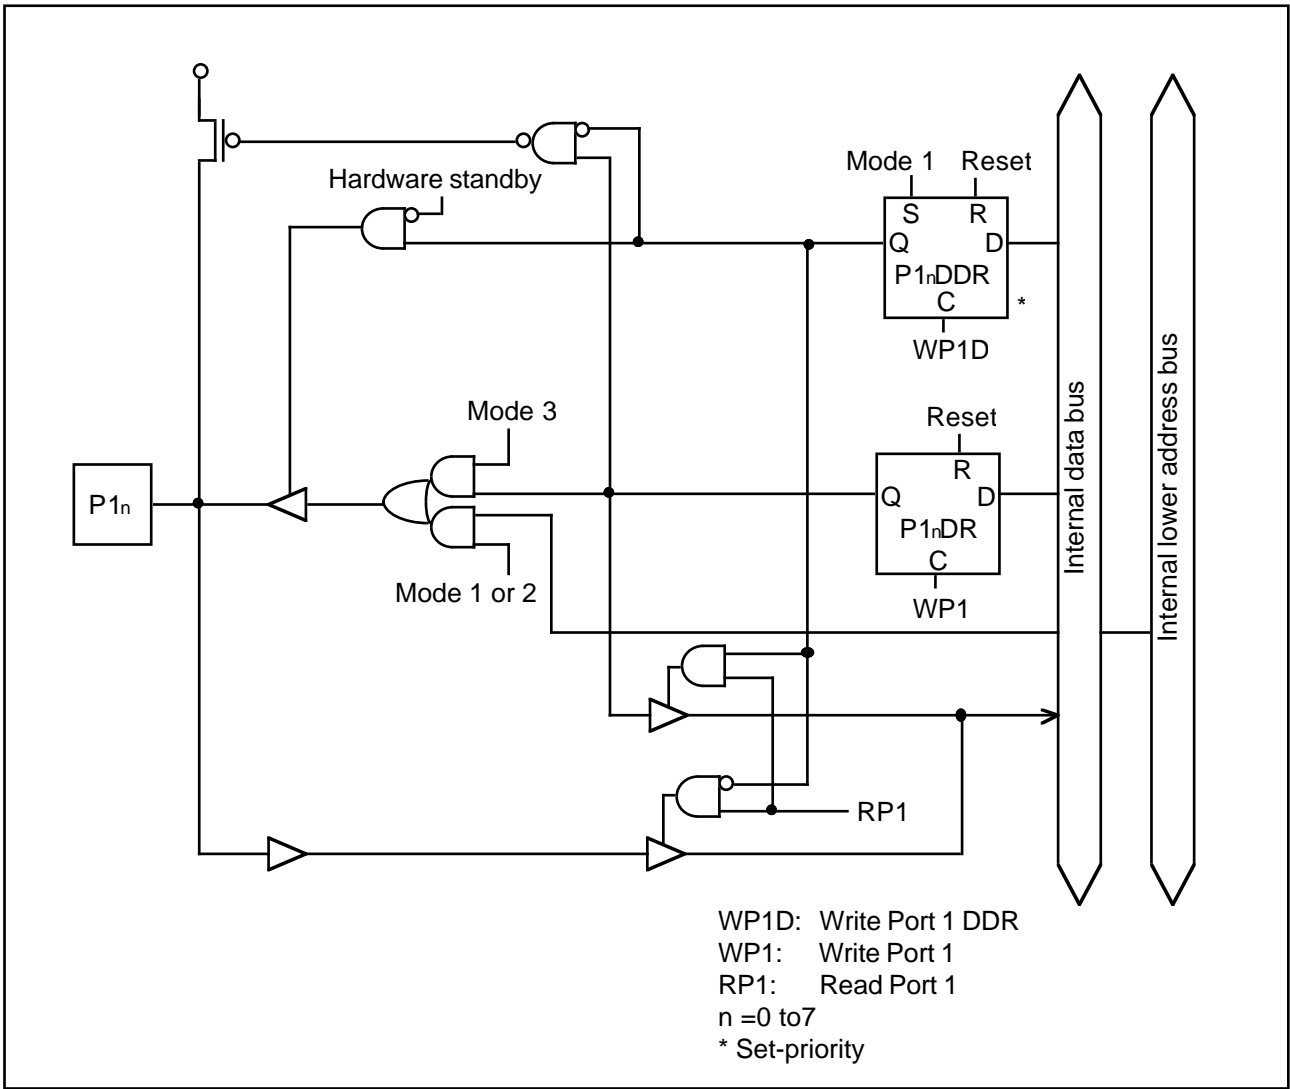 Hardware standby
Mode 1 Reset
S R
Q D
P1nDDR
C *
WP1D
Mode 3
Reset
R
Q D
P1nDR
C
WP1
P1n
Mode 1 or 2
RP1
Internal data bus
Internal lower address bus
WP1D: Write Port 1 DDR
WP1: Write Port 1
RP1: Read Port 1
n =0 to7
* Set-priority